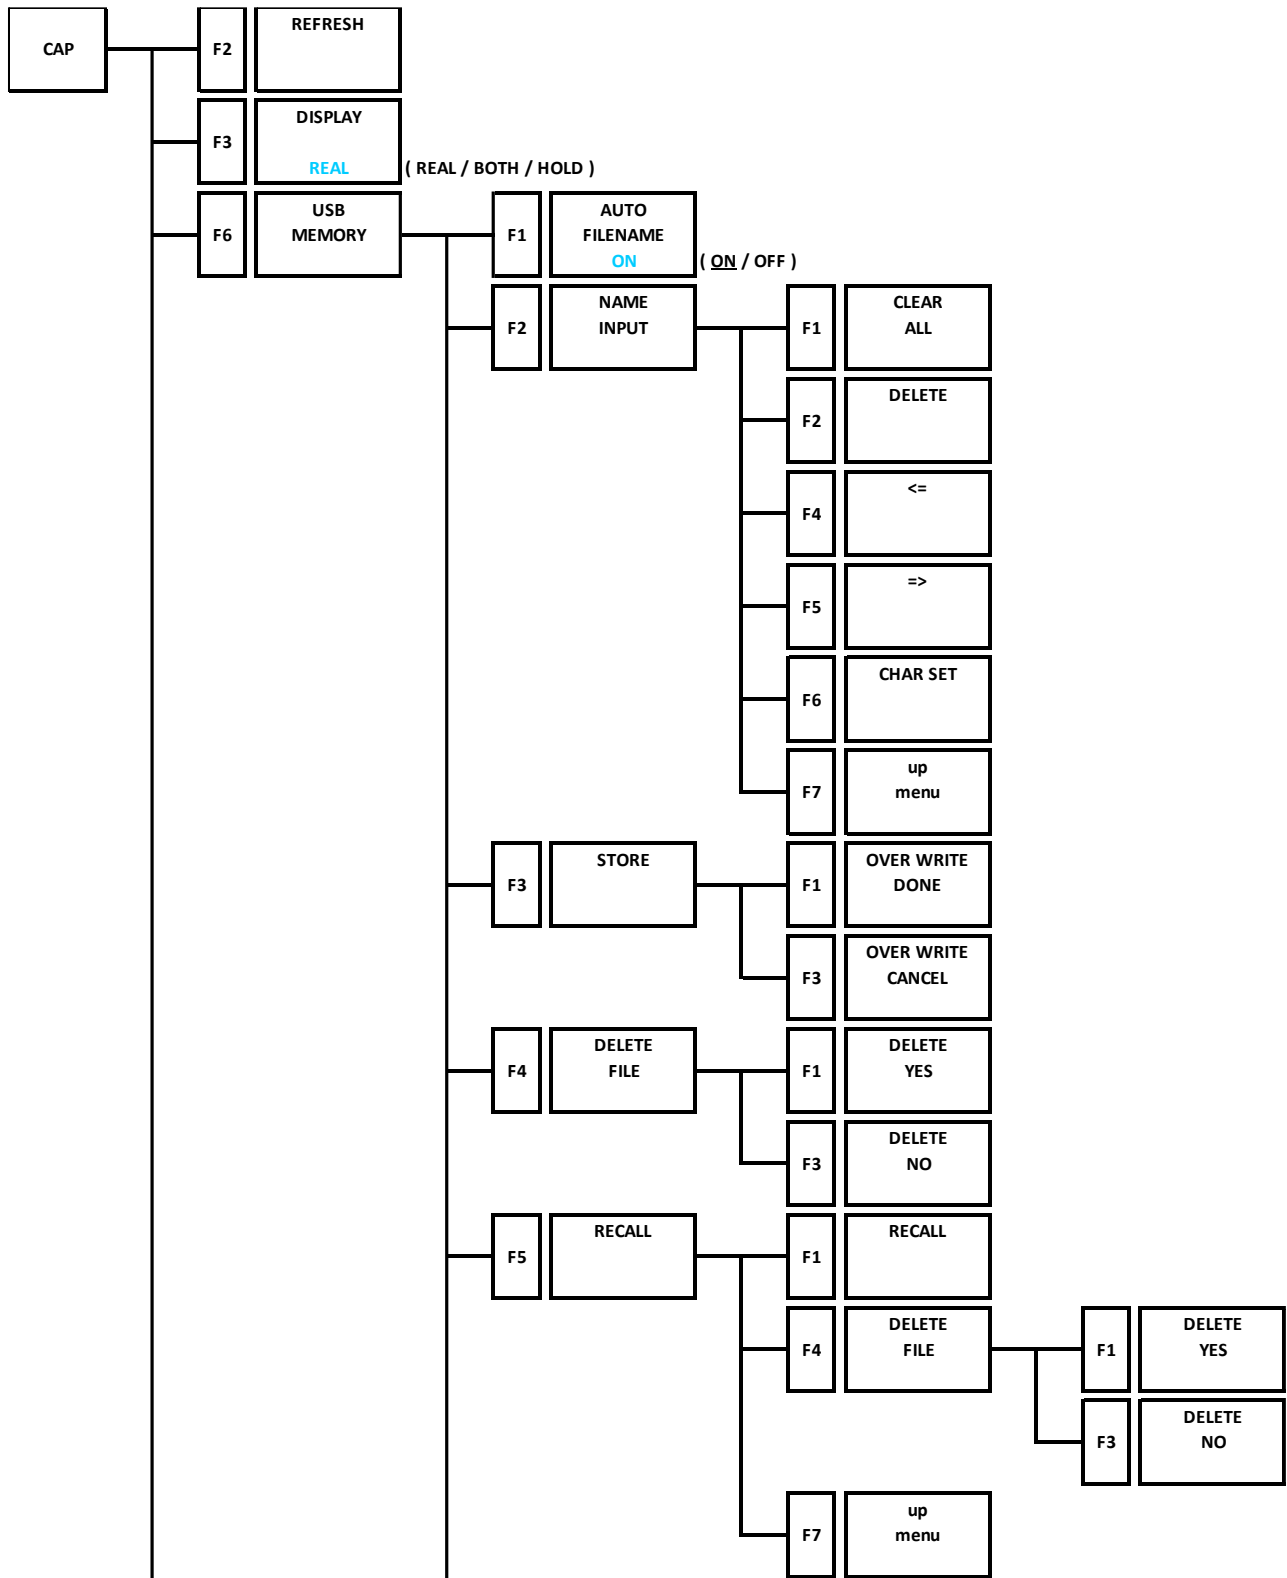 CAP
F2
REFRESH
F3
DISPLAY
REAL
( REAL / BOTH / HOLD )
F6
USB
MEMORY
F1
AUTO
FILENAME
ON
( ON / OFF )
F2
NAME
INPUT
F1
CLEAR
ALL
F2
DELETE
F4
<=
F5
=>
F6
CHAR SET
F7
up
menu
F3
STORE
F1
OVER WRITE
DONE
F3
OVER WRITE
CANCEL
F4
DELETE
FILE
F1
DELETE
YES
F3
DELETE
NO
F5
RECALL
F1
RECALL
F4
DELETE
FILE
F1
DELETE
YES
F3
DELETE
NO
F7
up
menu